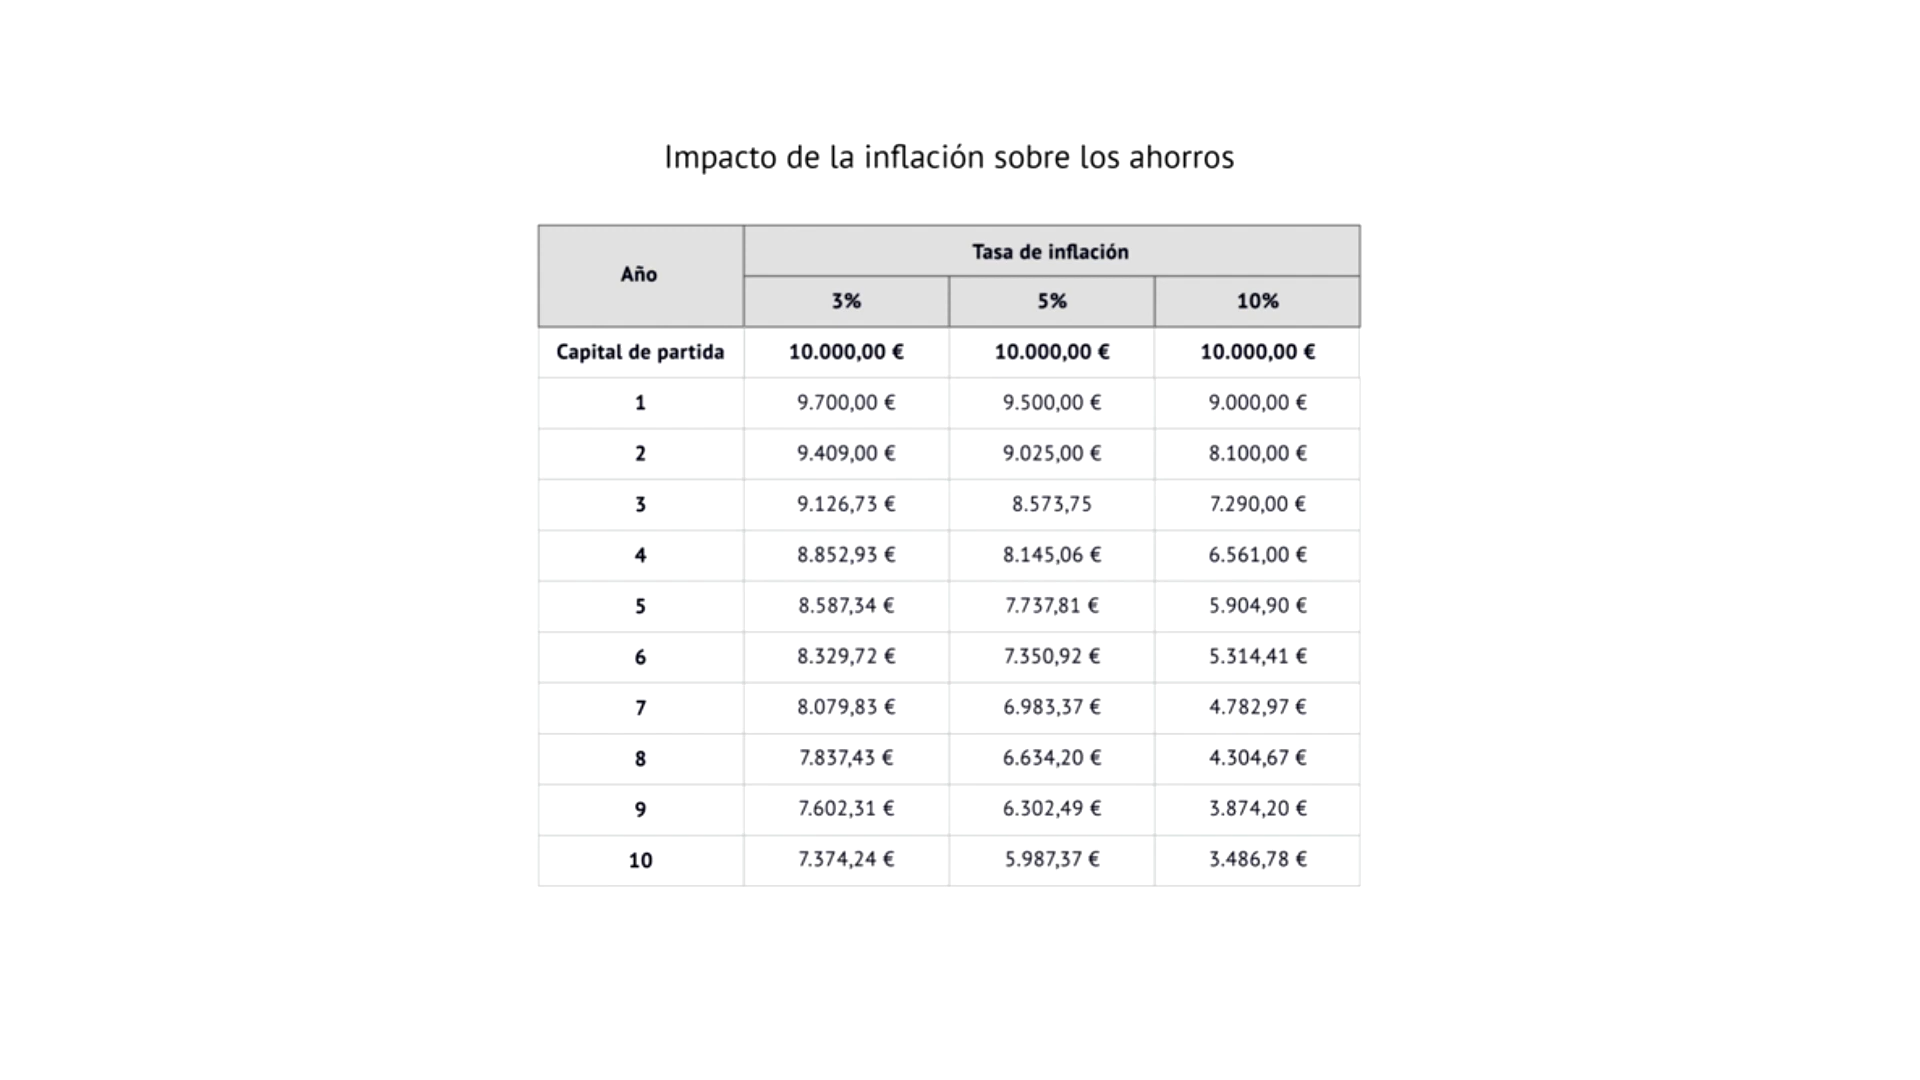 Impacto de la inflación sobre los ahorros
Año Tasa de inflación
3% 5% 10%
Capital de partida 10.000,00 € 10.000,00 € 10.000,00 €
1 9.700,00 € 9.500,00 € 9.000,00 €
2 9.409,00 € 9.025,00 € 8.100,00 €
3 9.126,73 € 8.573,75 7.290,00 €
4 8.852,93 € 8.145,06 € 6.561,00 €
5 8.587,34 € 7.737,81 € 5.904,90 €
6 8.329,72 € 7.350,92 € 5.314,41 €
7 8.079,83 € 6.983,37 € 4.782,97 €
8 7.837,43 € 6.634,20 € 4.304,67 €
9 7.602,31 € 6.302,49 € 3.874,20 €
10 7.374,24 € 5.987,37 € 3.486,78 €